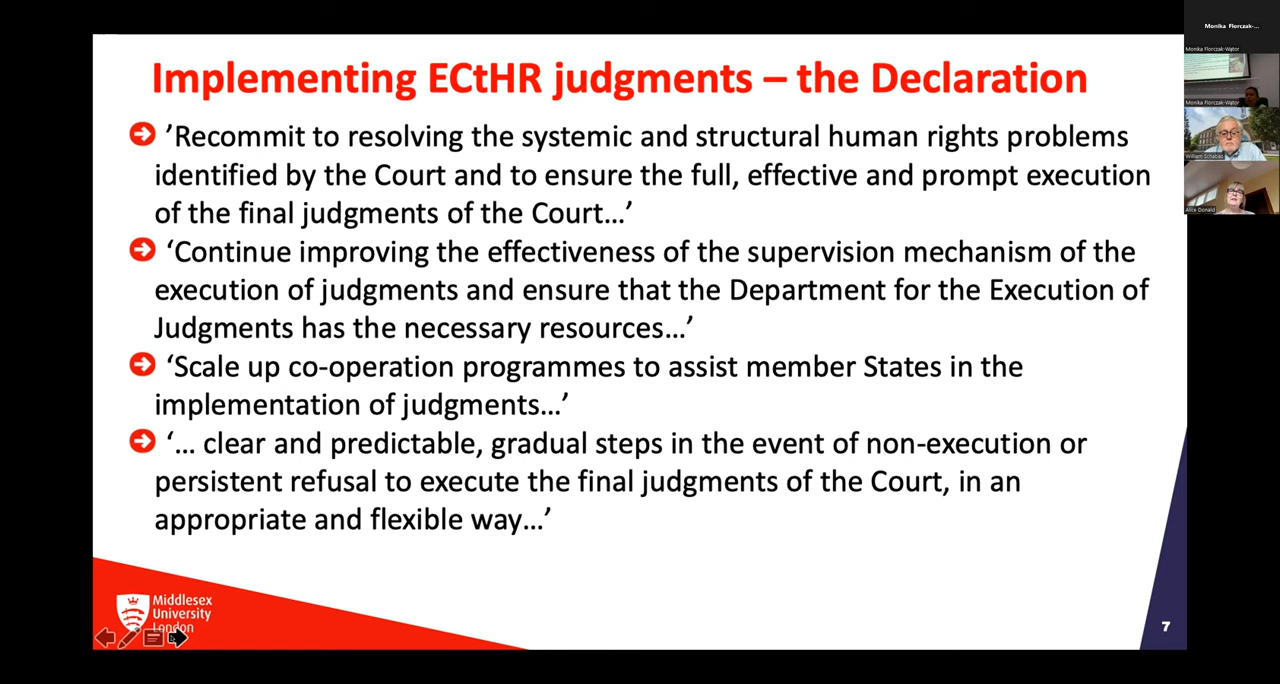 Implementing ECtHR judgments – the Declaration
’Recommit to resolving the systemic and structural human rights problems
identified by the Court and to ensure the full, effective and prompt execution
of the final judgments of the Court…’
‘Continue improving the effectiveness of the supervision mechanism of the
execution of judgments and ensure that the Department for the Execution of
Judgments has the necessary resources…’
‘Scale up co-operation programmes to assist member States in the
implementation of judgments…’
‘… clear and predictable, gradual steps in the event of non-execution or
persistent refusal to execute the final judgments of the Court, in an
appropriate and flexible way…’
Middlesex
University
London
7
Monika Florczak-...
Monika Florczak-Wątor
Monika Florczak-Wątor
William Schabas
Alice Donald